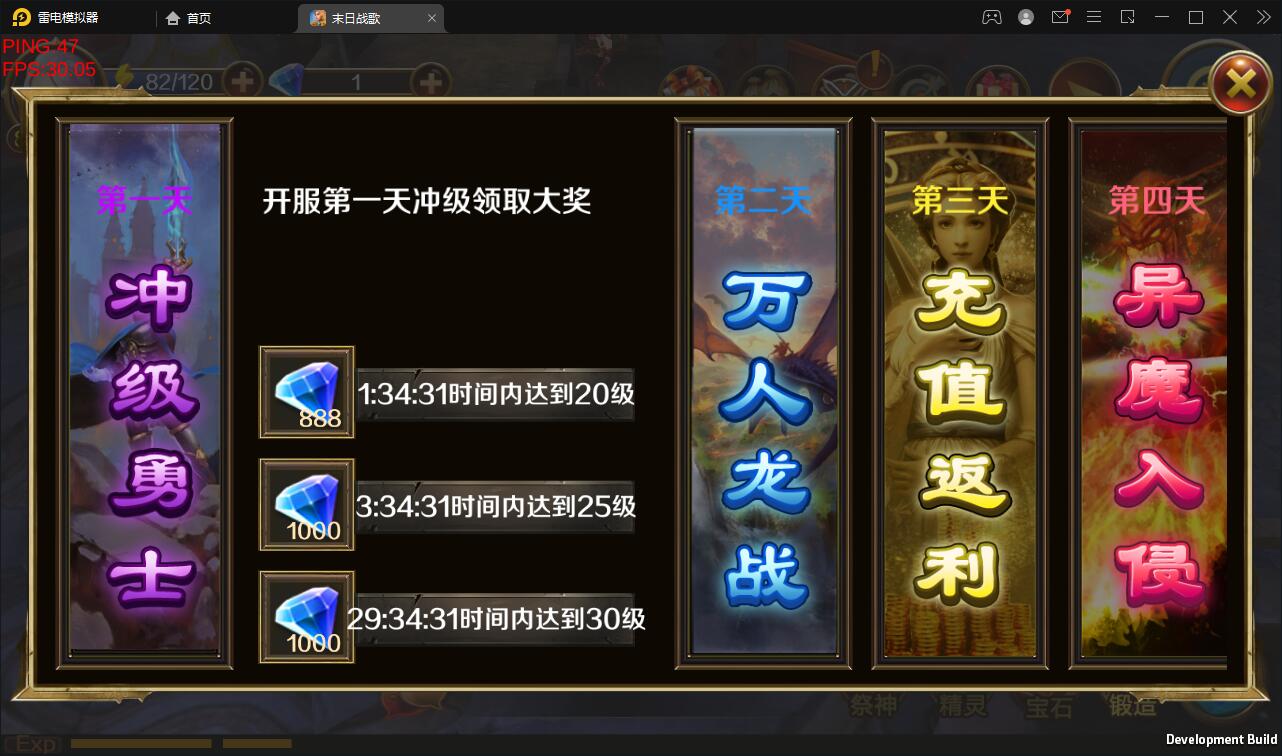 雷电模拟器
首页
末日战歌
PING:47
FPS:30.05
82/120
1
第一天
冲级勇士
开服第一天冲级领取大奖
888
1:34:31时间内达到20级
1000
3:34:31时间内达到25级
1000
29:34:31时间内达到30级
第二天
万人龙战
第三天
充值返利
第四天
异魔入侵
祭神
精灵
宝石
锻造
Exp
Development Build